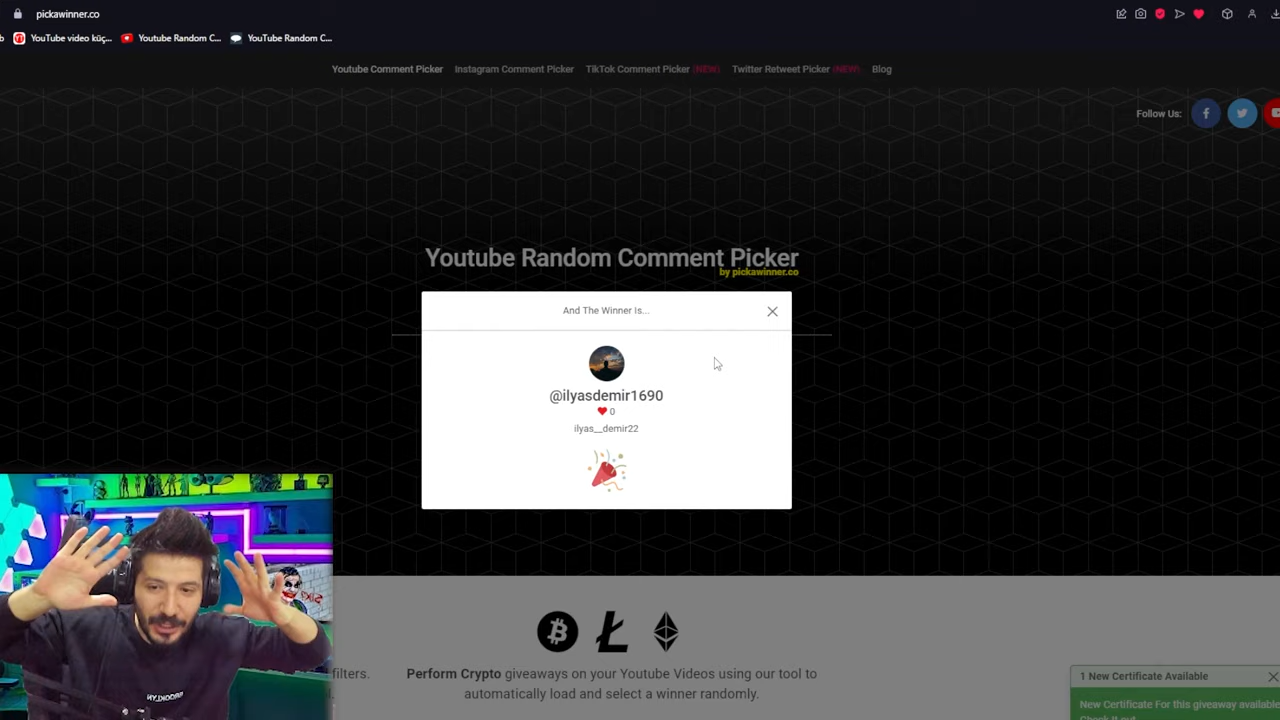 pickawinner.co
YouTube video küç...
Youtube Random C...
YouTube Random C...
Youtube Comment Picker
Instagram Comment Picker
TikTok Comment Picker (NEW)
Twitter Retweet Picker (NEW)
Blog
Follow Us:
Youtube Random Comment Picker
by pickawinner.co
And The Winner Is...
@ilyasdemir1690
0
ilyas__demir22
filters.
Perform Crypto giveaways on your Youtube Videos using our tool to
automatically load and select a winner randomly.
1 New Certificate Available
New Certificate For this giveaway available
Check it out